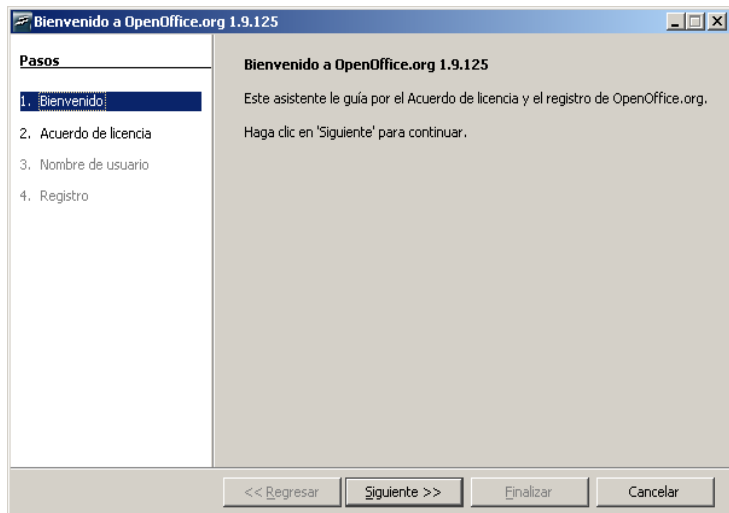 Bienvenido a OpenOffice.org 1.9.125
Pasos
1. Bienvenido
2. Acuerdo de licencia
3. Nombre de usuario
4. Registro
Bienvenido a OpenOffice.org 1.9.125
Este asistente le guía por el Acuerdo de licencia y el registro de OpenOffice.org.
Haga clic en 'Siguiente' para continuar.
<< Regresar
Siguiente >>
Finalizar
Cancelar